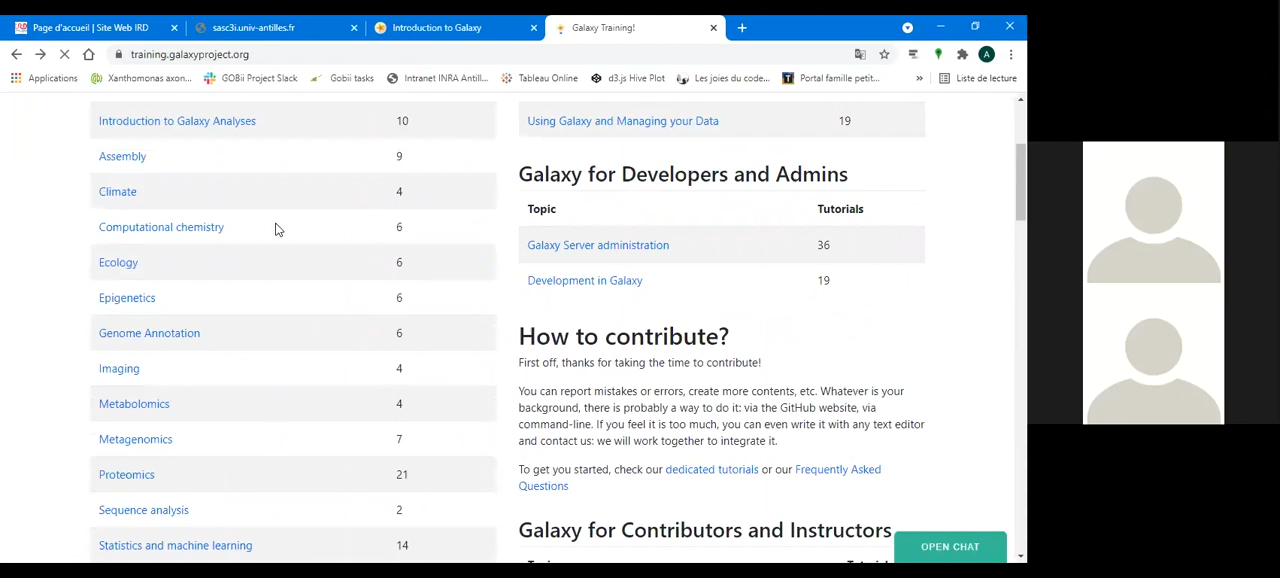 Page d'accueil | Site Web IRD
sasc3i.univ-antilles.fr
Introduction to Galaxy
Galaxy Training!
training.galaxyproject.org
Applications
Xanthomonas axon...
GOBii Project Slack
Gobii tasks
Intranet INRA Antill...
Tableau Online
d3.js Hive Plot
Les joies du code...
Portal famille petit...
»
Liste de lecture
A
Introduction to Galaxy Analyses 10
Assembly 9
Climate 4
Computational chemistry 6
Ecology 6
Epigenetics 6
Genome Annotation 6
Imaging 4
Metabolomics 4
Metagenomics 7
Proteomics 21
Sequence analysis 2
Statistics and machine learning 14
Using Galaxy and Managing your Data 19
Galaxy for Developers and Admins
Topic Tutorials
Galaxy Server administration 36
Development in Galaxy 19
How to contribute?
First off, thanks for taking the time to contribute!
You can report mistakes or errors, create more contents, etc. Whatever is your
background, there is probably a way to do it: via the GitHub website, via
command-line. If you feel it is too much, you can even write it with any text editor
and contact us: we will work together to integrate it.
To get you started, check our dedicated tutorials or our Frequently Asked
Questions
Galaxy for Contributors and Instructors
OPEN CHAT